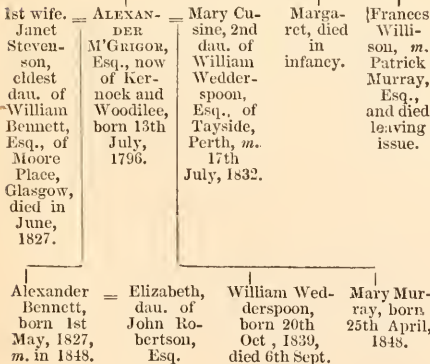 1st wife.
Janet
Steven-
son,
eldest
dau. of
William
Bennett,
Esq., of
Moore
Place,
Glasgow,
died in
June,
1827.
=
ALEXAN-
DER
M'GRIGOR,
Esq., now
of Ker-
nock and
Woodilee,
born 13th
July,
1796.
=
Mary Cu-
sine, 2nd
dau. of
William
Wedder-
spoon,
Esq., of
Tayside,
Perth, m.
17th
July, 1832.
Marga-
ret, died
in
infancy.
Frances
Willi-
son, m.
Patrick
Murray,
Esq.,
and died
leaving
issue.
Alexander
Bennett,
born 1st
May, 1827,
m. in 1848.
=
Elizabeth,
dau. of
John Ro-
bertson,
Esq.
William Wed-
derspoon,
born 20th
Oct , 1839,
died 6th Sept.
Mary Mur-
ray, born
25th April,
1848.